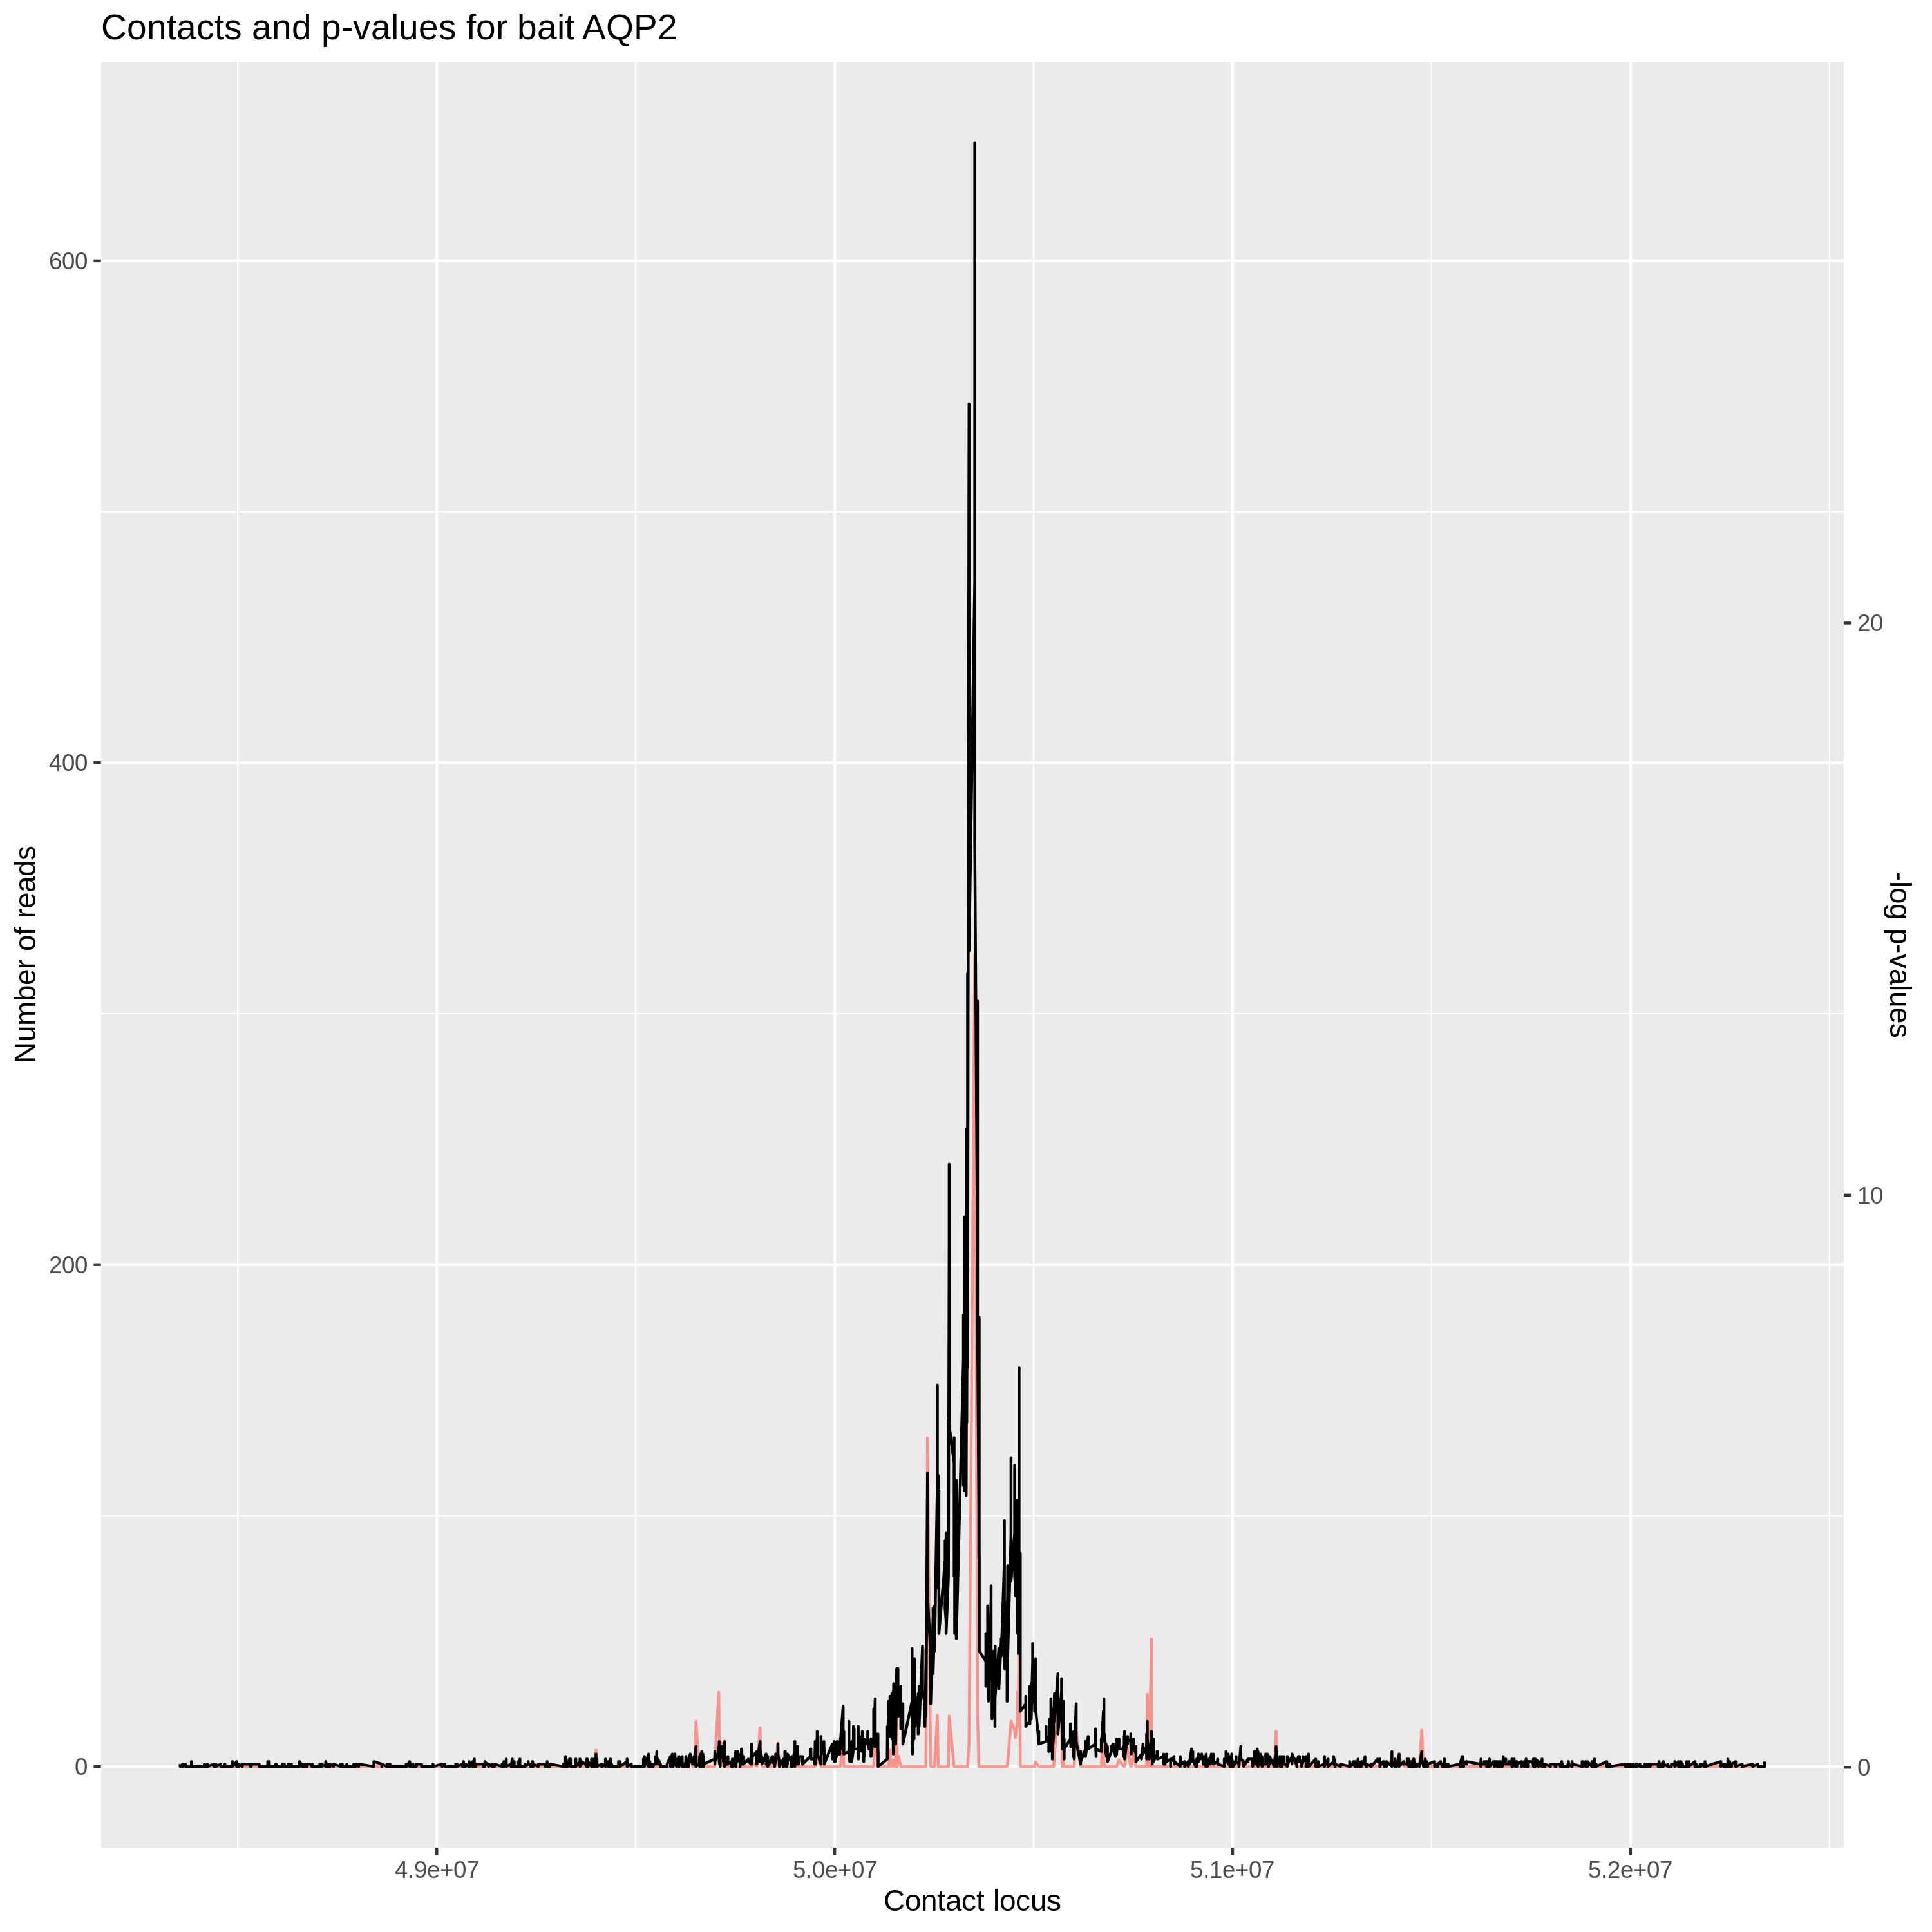 Contacts and p-values for bait AQP2
600
400
200
0
Number of reads
20
10
0
-log p-values
4.9e+07
5.0e+07
5.1e+07
5.2e+07
Contact locus